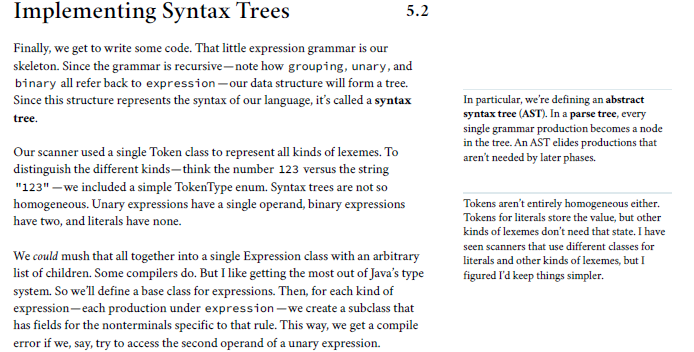 Implementing Syntax Trees 5.2
Finally, we get to write some code. That little expression grammar is our
skeleton. Since the grammar is recursive—note how grouping, unary, and
binary all refer back to expression—our data structure will form a tree.
Since this structure represents the syntax of our language, it's called a syntax
tree.
In particular, we're defining an abstract
syntax tree (AST). In a parse tree, every
single grammar production becomes a node
in the tree. An AST elides productions that
aren't needed by later phases.
Our scanner used a single Token class to represent all kinds of lexemes. To
distinguish the different kinds—think the number 123 versus the string
"123"—we included a simple TokenType enum. Syntax trees are not so
homogeneous. Unary expressions have a single operand, binary expressions
have two, and literals have none.
Tokens aren't entirely homogeneous either.
Tokens for literals store the value, but other
kinds of lexemes don't need that state. I have
seen scanners that use different classes for
literals and other kinds of lexemes, but I
figured I'd keep things simpler.
We could mush that all together into a single Expression class with an arbitrary
list of children. Some compilers do. But I like getting the most out of Java's type
system. So we'll define a base class for expressions. Then, for each kind of
expression—each production under expression—we create a subclass that
has fields for the nonterminals specific to that rule. This way, we get a compile
error if we, say, try to access the second operand of a unary expression.